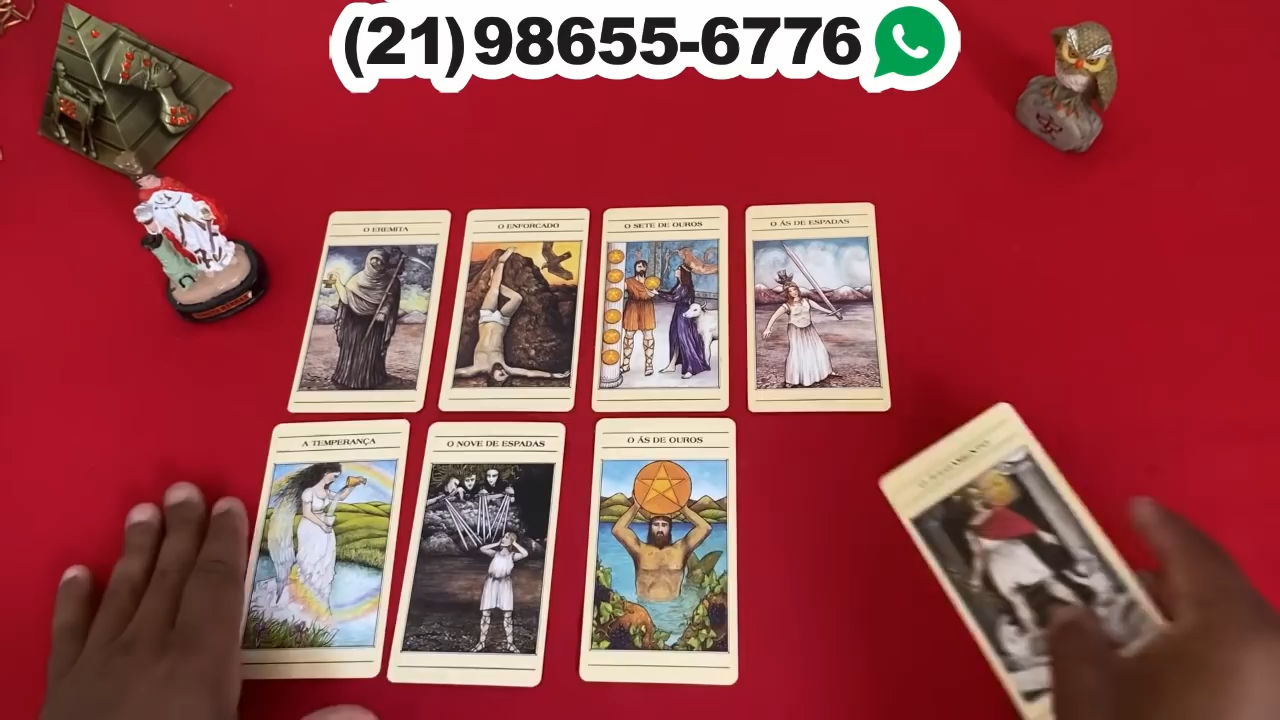 (21)98655-6776
O EREMITA
O ENFORCADO
O SETE DE OUROS
O ÁS DE ESPADAS
A TEMPERANÇA
O NOVE DE ESPADAS
O ÁS DE OUROS